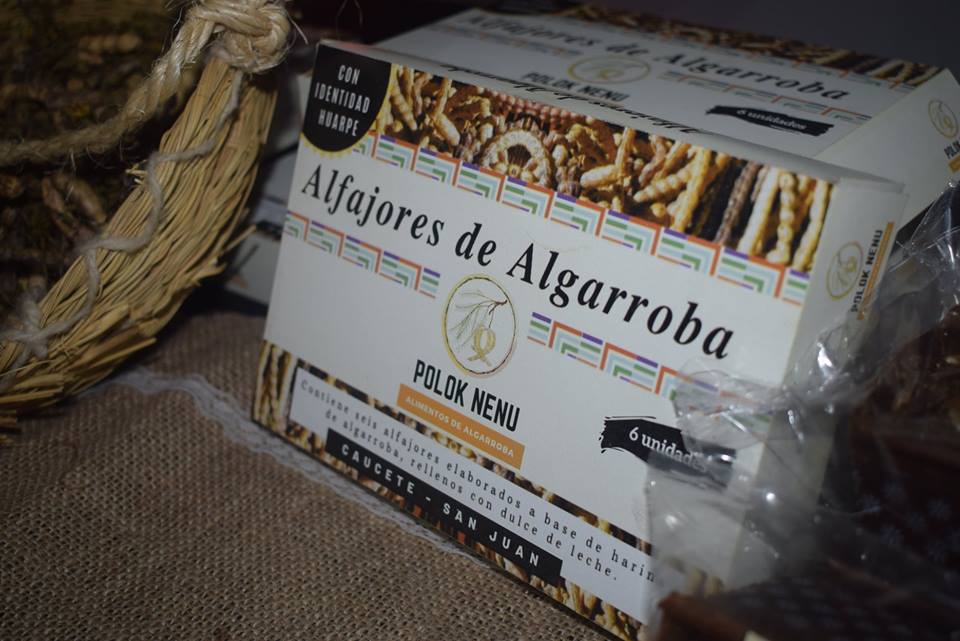 Alfajores de Algarroba
POLOK NENU
6 unidades
CON
IDENTIDAD
HUARPE
Alfajores de Algarroba
POLOK NENU
ALIMENTOS DE ALGARROBA
6 unidades
Contiene seis alfajores elaborados a base de harin
de algarroba, rellenos con dulce de leche.
CAUCETE - SAN JUAN
POLOK NENU